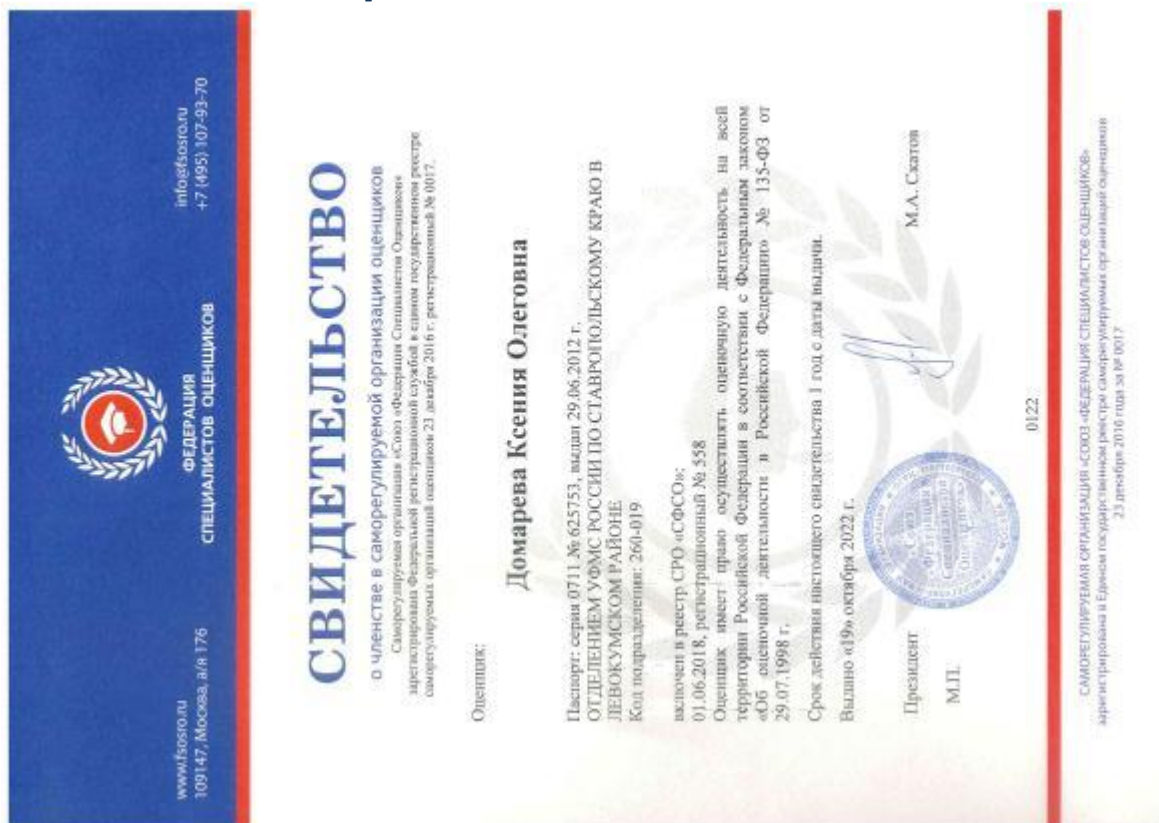 www.fsosro.ru
109147, Москва, а/я 176
ФЕДЕРАЦИЯ
СПЕЦИАЛИСТОВ ОЦЕНЩИКОВ
info@fsosro.ru
+7 (495) 107-93-70
СВИДЕТЕЛЬСТВО
о членстве в саморегулируемой организации оценщиков
Саморегулируемая организация «Союз «Федерация Специалистов Оценщиков»
зарегистрирована Федеральной регистрационной службой в едином государственном реестре
саморегулируемых организаций оценщиков 23 декабря 2016 г. регистрационный № 0017.
Оценщик:
Домарева Ксения Олеговна
Паспорт: серия 0711 № 625753, выдан 29.06.2012 г.
ОТДЕЛЕНИЕМ УФМС РОССИИ ПО СТАВРОПОЛЬСКОМУ КРАЮ В
ЛЕВОКУМСКОМ РАЙОНЕ
Код подразделения: 260-019
включен в реестр СРО «СФСО»:
01.06.2018, регистрационный № 558
Оценщик имеет право осуществлять оценочную деятельность на всей
территории Российской Федерации в соответствии с Федеральным законом
«Об оценочной деятельности в Российской Федерации» № 135-ФЗ от
29.07.1998 г.
Срок действия настоящего свидетельства 1 год с даты выдачи.
Выдано «19» октября 2022 г.
Президент
М.А. Скатов
М.П.
«Союз
Федерация
Специалистов
Оценщиков»
0122
САМОРЕГУЛИРУЕМАЯ ОРГАНИЗАЦИЯ «СОЮЗ «ФЕДЕРАЦИЯ СПЕЦИАЛИСТОВ ОЦЕНЩИКОВ»
зарегистрирована в Едином государственном реестре саморегулируемых организаций оценщиков
23 декабря 2016 года за № 0017